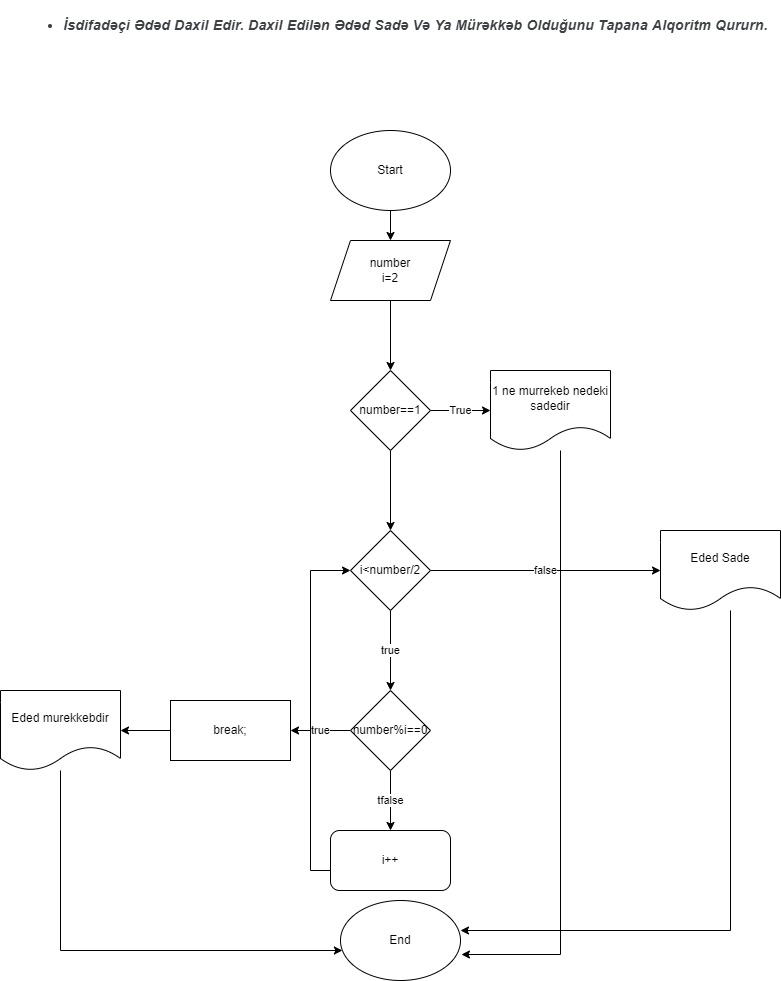 İsdifadəçi Ədəd Daxil Edir. Daxil Edilən Ədəd Sadə Və Ya Mürəkkəb Olduğunu Tapana Alqoritm Qururn.
Start
number
i=2
number==1
True
1 ne murrekeb nedeki
sadedir
i<number/2
false
Eded Sade
true
Eded murekkebdir
break;
true
number%i==0
tfalse
i++
End